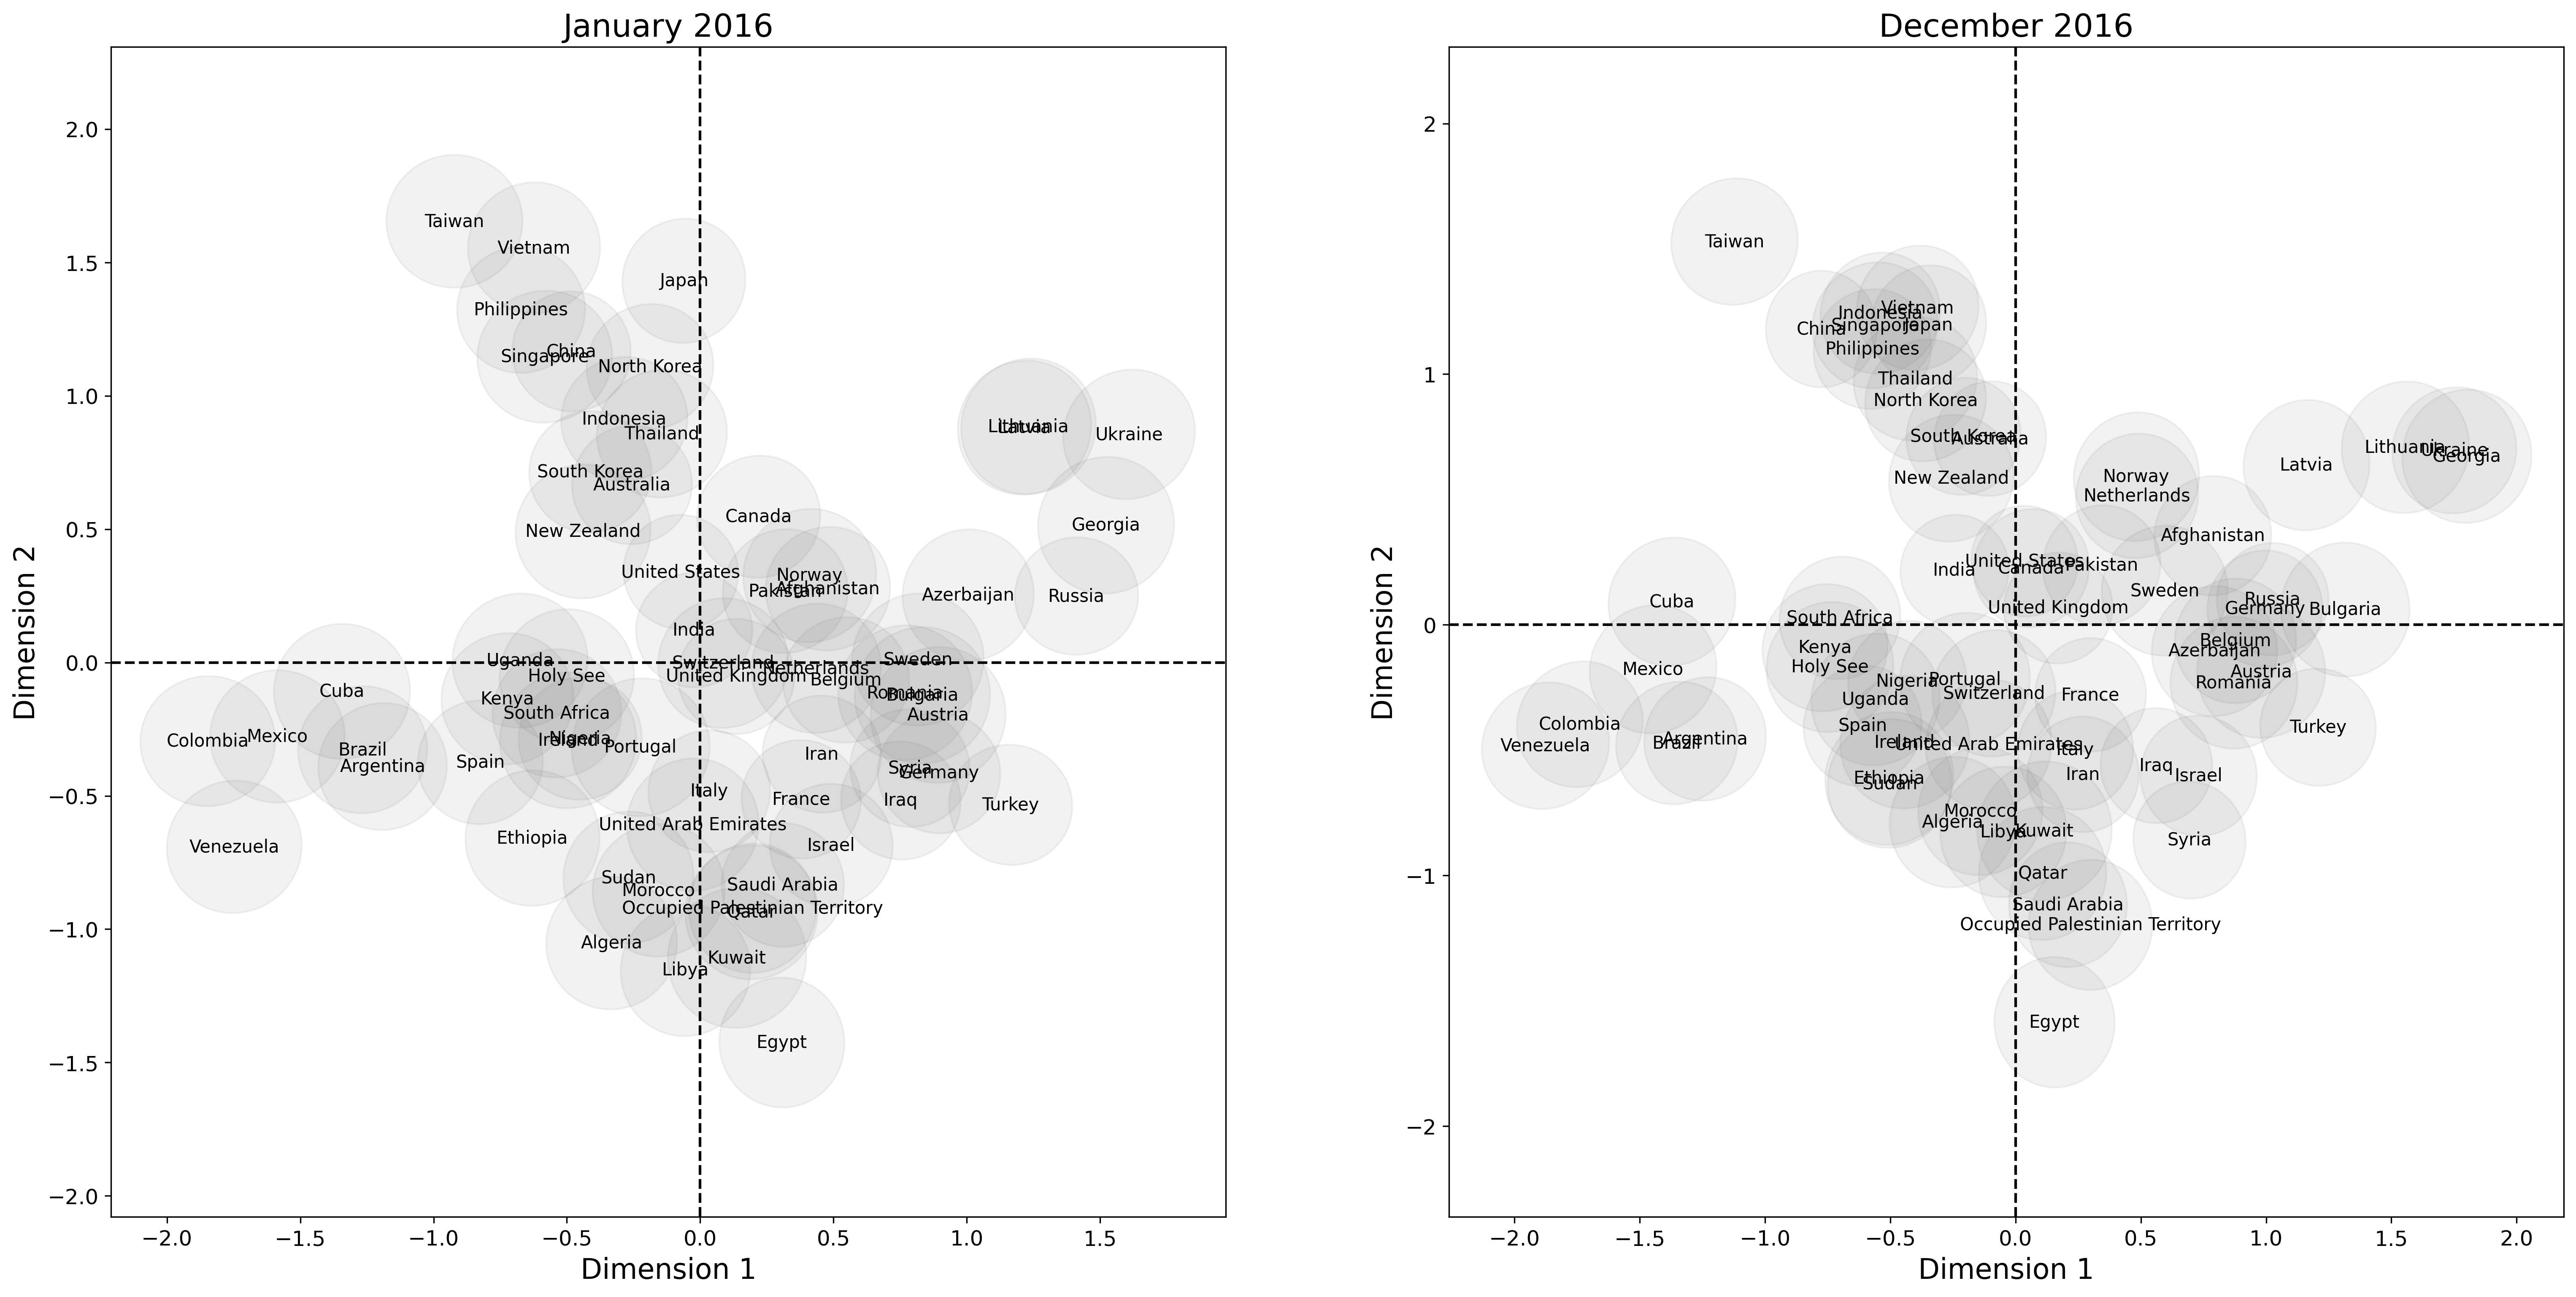 January 2016
2.0
1.5
1.0
0.5
0.0
−0.5
−1.0
−1.5
−2.0
Dimension 2
Taiwan
Vietnam
Japan
Philippines
China
Singapore
North Korea
Indonesia
Thailand
South Korea
Australia
New Zealand
Canada
United States
Norway
Pakistan
Afghanistan
India
Lithuania
Latvia
Ukraine
Georgia
Azerbaijan
Russia
Uganda
Holy See
Kenya
South Africa
Nigeria
Ireland
Portugal
Spain
Switzerland
United Kingdom
Netherlands
Belgium
Sweden
Romania
Bulgaria
Austria
Cuba
Colombia
Mexico
Brazil
Argentina
Venezuela
Ethiopia
Iran
Syria
Germany
Iraq
Turkey
Italy
France
United Arab Emirates
Israel
Sudan
Morocco
Saudi Arabia
Occupied Palestinian Territory
Qatar
Algeria
Kuwait
Libya
Egypt
−2.0 −1.5 −1.0 −0.5 0.0 0.5 1.0 1.5
Dimension 1
December 2016
2
1
0
−1
−2
Dimension 2
Taiwan
Vietnam
Indonesia
China
Singapore
Japan
Philippines
Thailand
North Korea
South Korea
Australia
New Zealand
Norway
Netherlands
Latvia
Lithuania
Ukraine
Georgia
Afghanistan
United States
Canada
Pakistan
India
Sweden
United Kingdom
Russia
Germany
Bulgaria
Cuba
South Africa
Kenya
Holy See
Mexico
Belgium
Azerbaijan
Austria
Romania
Nigeria
Portugal
Switzerland
France
Uganda
Spain
Colombia
Venezuela
Brazil
Argentina
Turkey
Ireland
United Arab Emirates
Italy
Iran
Iraq
Israel
Ethiopia
Sudan
Morocco
Algeria
Libya
Kuwait
Syria
Qatar
Saudi Arabia
Occupied Palestinian Territory
Egypt
−2.0 −1.5 −1.0 −0.5 0.0 0.5 1.0 1.5 2.0
Dimension 1